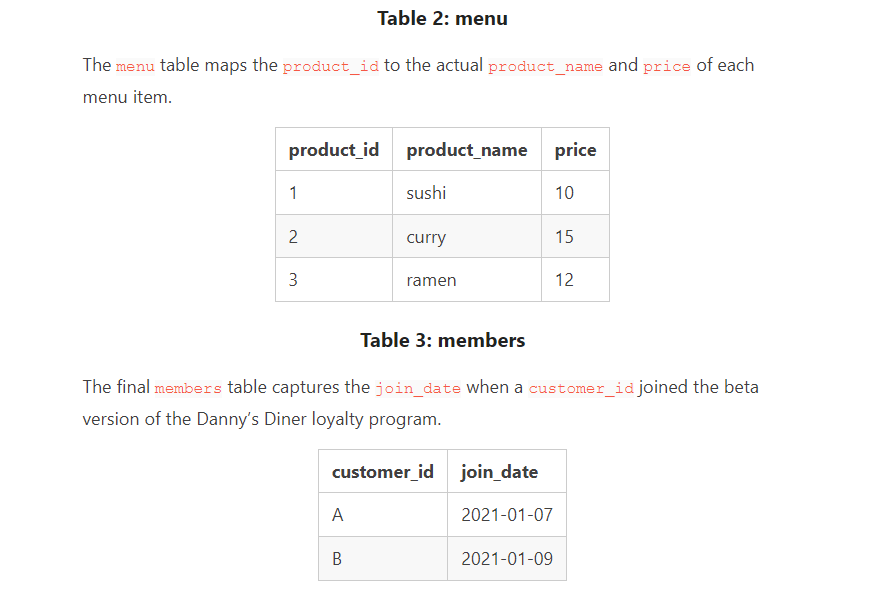 Table 2: menu
The menu table maps the product_id to the actual product_name and price of each
menu item.
product_id product_name price
1 sushi 10
2 curry 15
3 ramen 12
Table 3: members
The final members table captures the join_date when a customer_id joined the beta
version of the Danny’s Diner loyalty program.
customer_id join_date
A 2021-01-07
B 2021-01-09